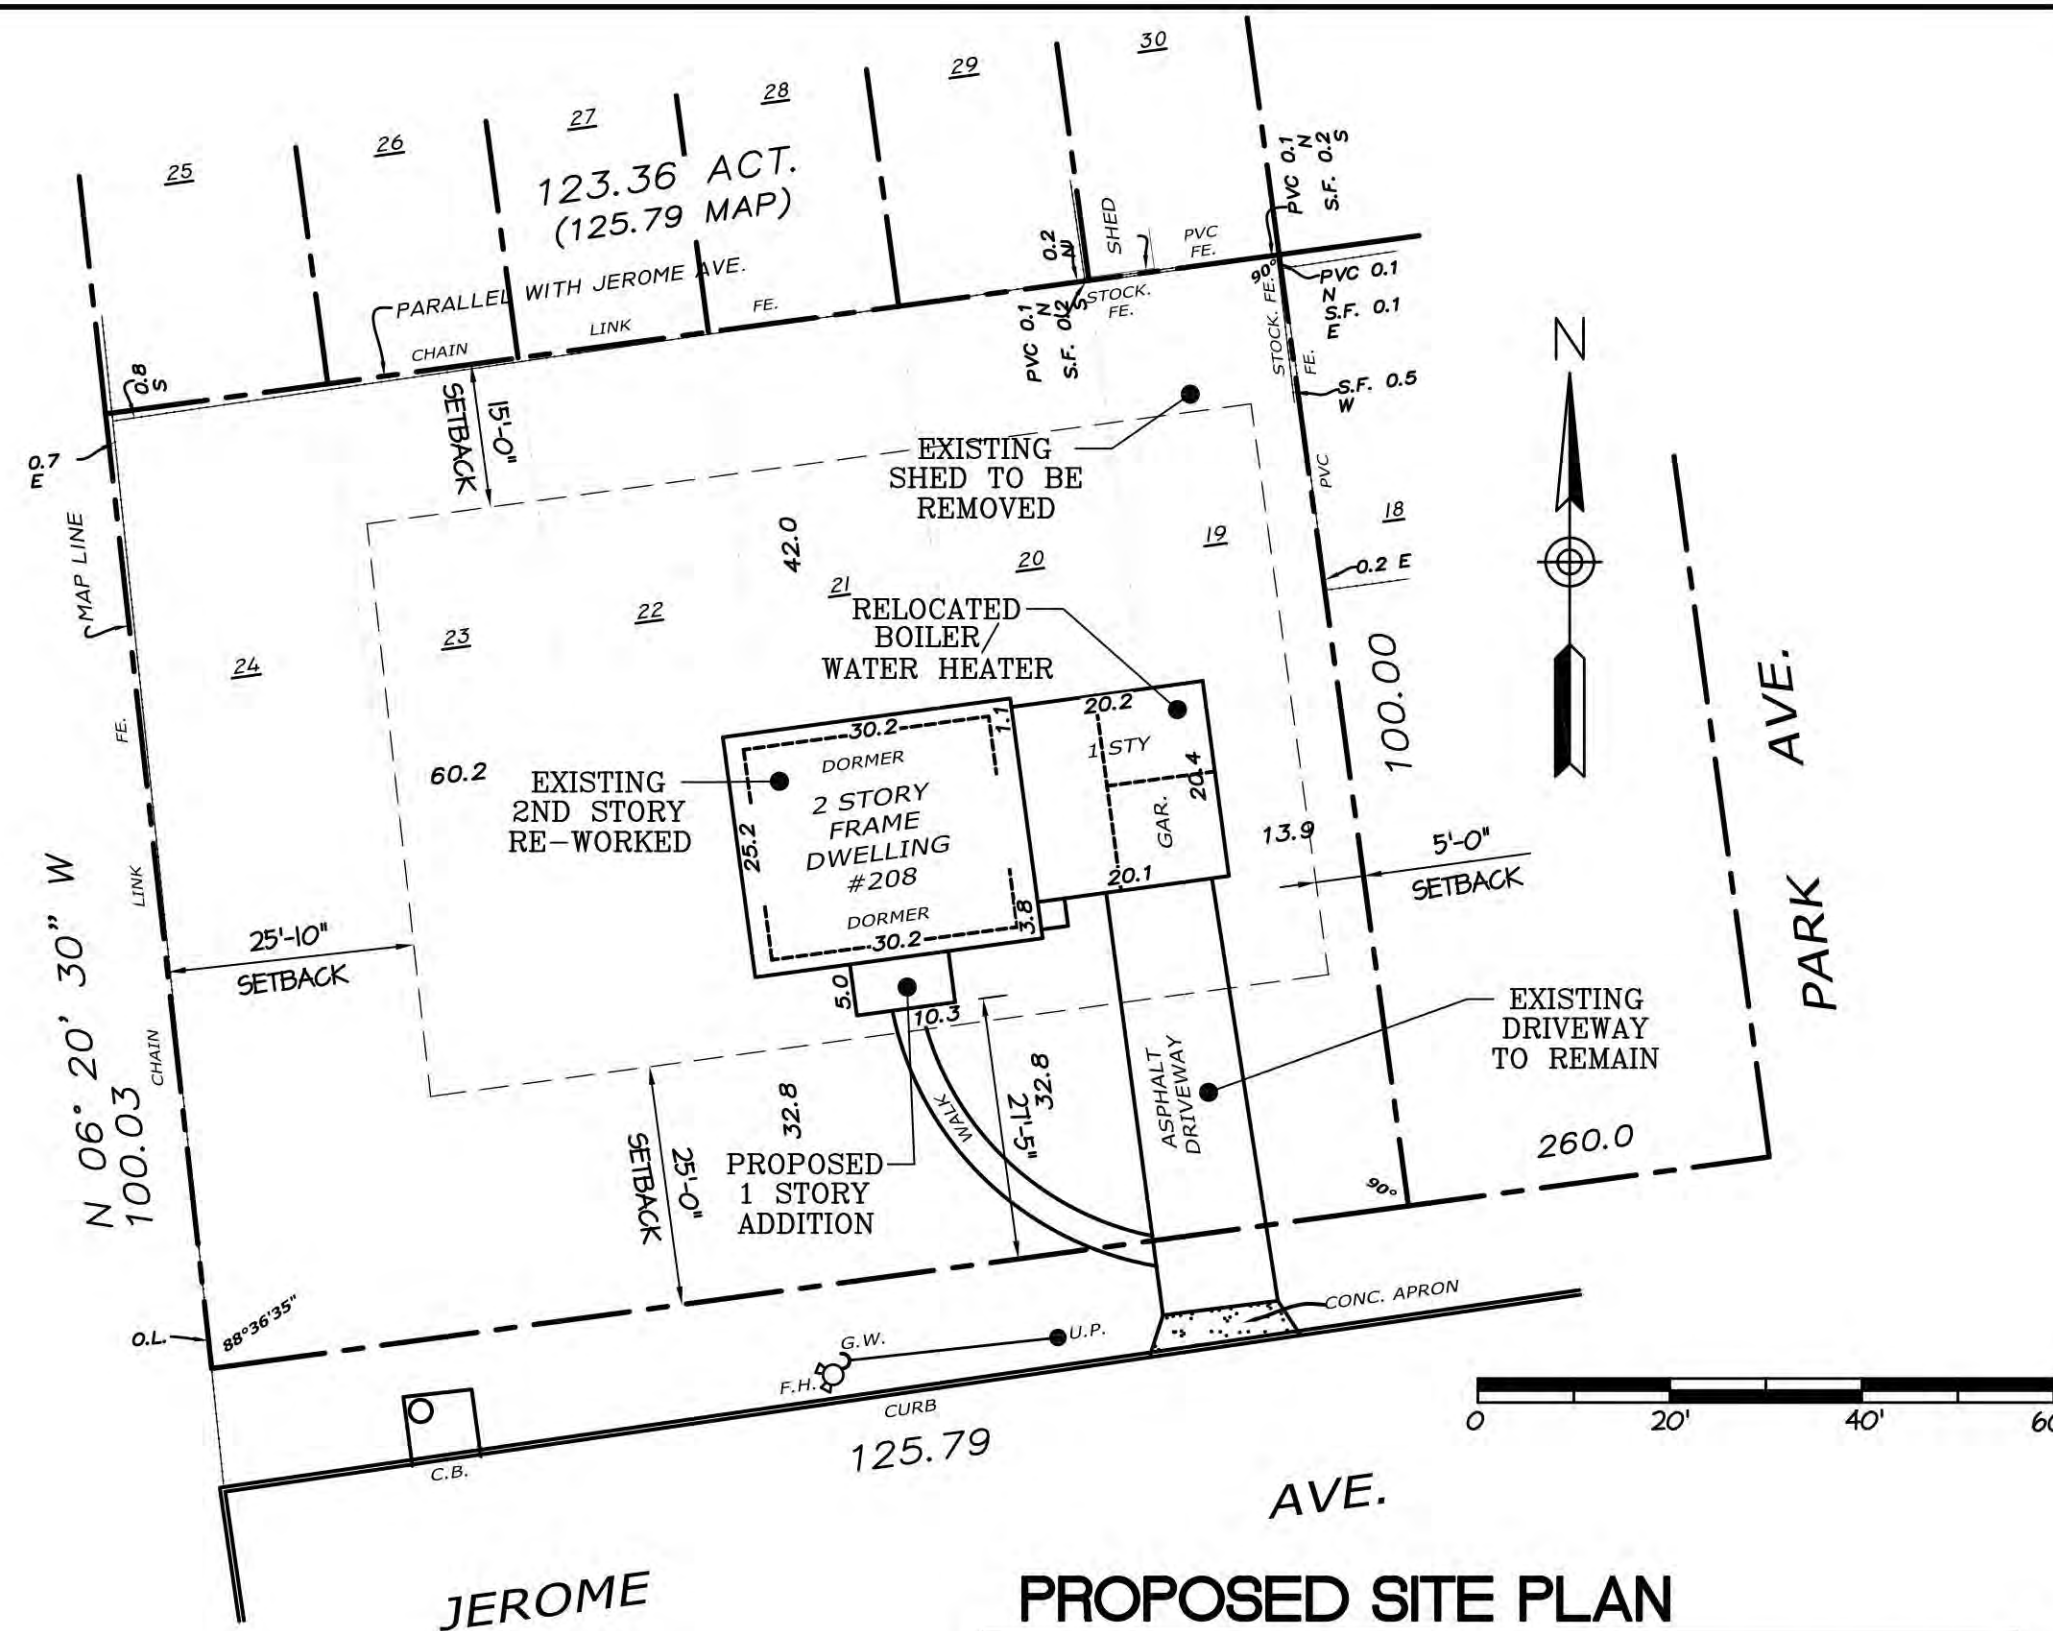 30
29
28
27
26
25
123.36 ACT.
(125.79 MAP)
PARALLEL WITH JEROME AVE.
CHAIN
LINK
FE.
0.8
S
0.7
E
MAP LINE
FE.
LINK
CHAIN
N 06° 20' 30" W
100.03
O.L.
88°36'35"
0.2
N
SHED
PVC
FE.
PVC 0.1
N
S.F. 0.2
S
STOCK.
FE.
PVC 0.1
N
S.F. 0.2
S
90°
PVC 0.1
N
S.F. 0.1
E
STOCK. FE.
FE.
S.F. 0.5
W
PVC
18
0.2 E
N
15'-0"
SETBACK
EXISTING
SHED TO BE
REMOVED
42.0
19
20
21
22
23
24
RELOCATED
BOILER/
WATER HEATER
100.00
60.2
EXISTING
2ND STORY
RE-WORKED
30.2
1.1
DORMER
2 STORY
FRAME
DWELLING
#208
DORMER
30.2
25.2
3.8
20.2
1 STY
20.4
GAR.
20.1
13.9
5'-0"
SETBACK
25'-10"
SETBACK
5.0
10.3
EXISTING
DRIVEWAY
TO REMAIN
ASPHALT
DRIVEWAY
WALK
32.8
27'-5"
32.8
25'-0"
SETBACK
PROPOSED
1 STORY
ADDITION
PARK AVE.
260.0
90°
CONC. APRON
U.P.
G.W.
F.H.
CURB
C.B.
125.79
0 20' 40' 60
JEROME AVE.
PROPOSED SITE PLAN